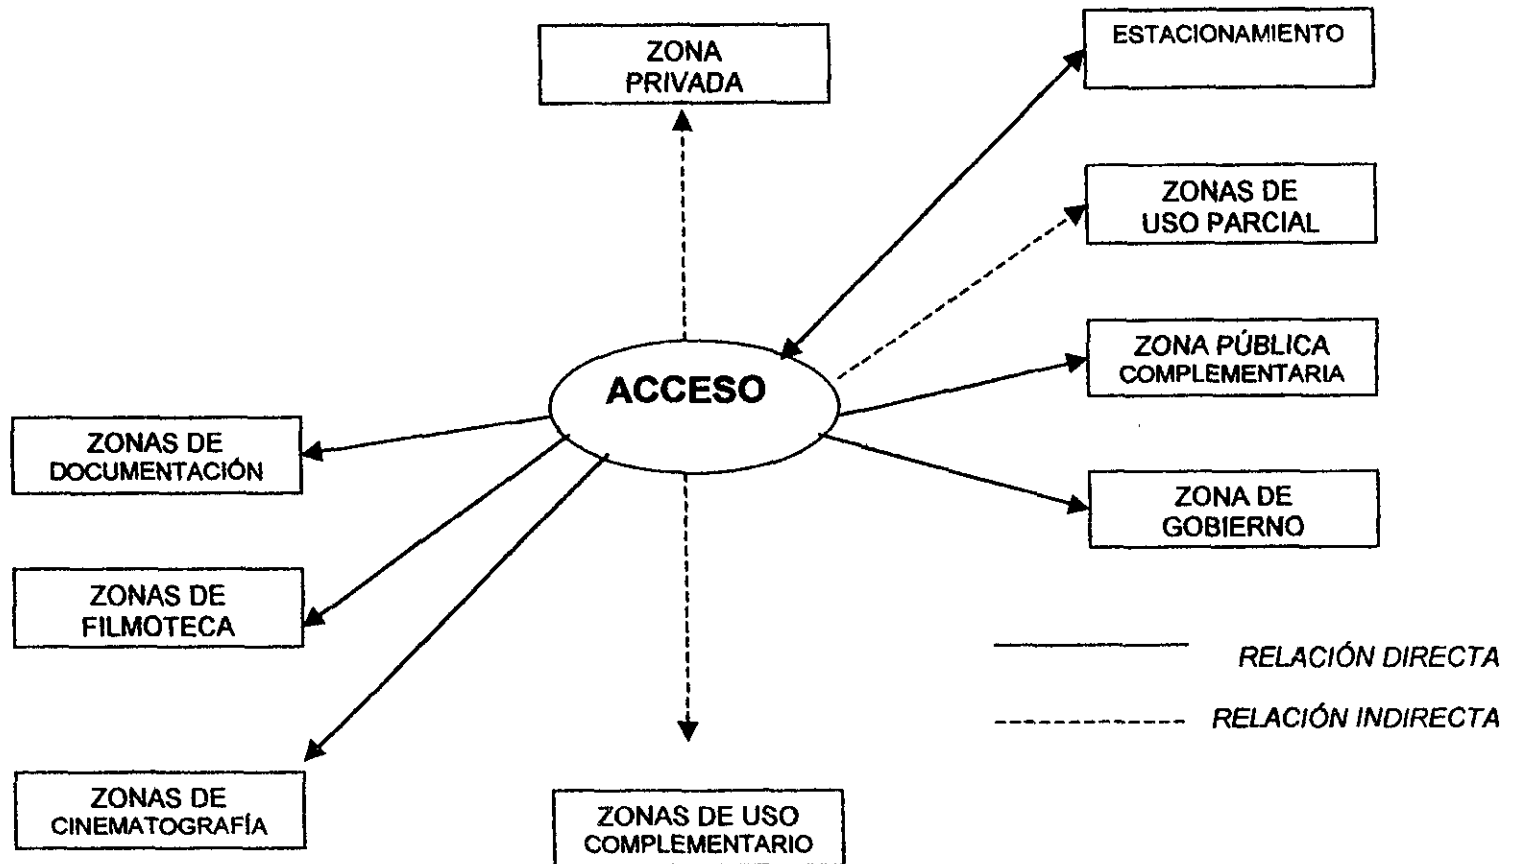 ZONA
PRIVADA
ESTACIONAMIENTO
ZONAS DE
USO PARCIAL
ZONA PÚBLICA
COMPLEMENTARIA
ACCESO
ZONAS DE
DOCUMENTACIÓN
ZONA DE
GOBIERNO
ZONAS DE
FILMOTECA
RELACIÓN DIRECTA
RELACIÓN INDIRECTA
ZONAS DE
CINEMATOGRAFÍA
ZONAS DE USO
COMPLEMENTARIO